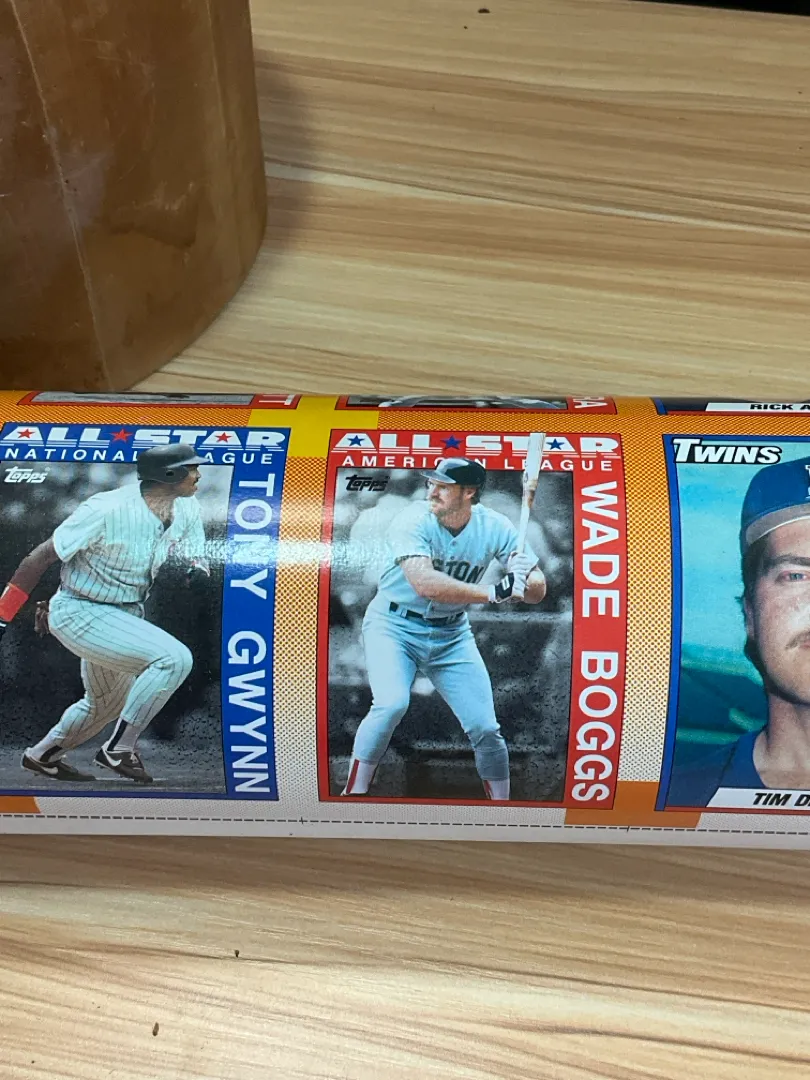 RICK A
ALL★STAR
NATIONAL LEAGUE
Topps
TONY GWYNN
ALL★STAR
AMERICAN LEAGUE
Topps
WADE BOGGS
STON
TWINS
TIM D